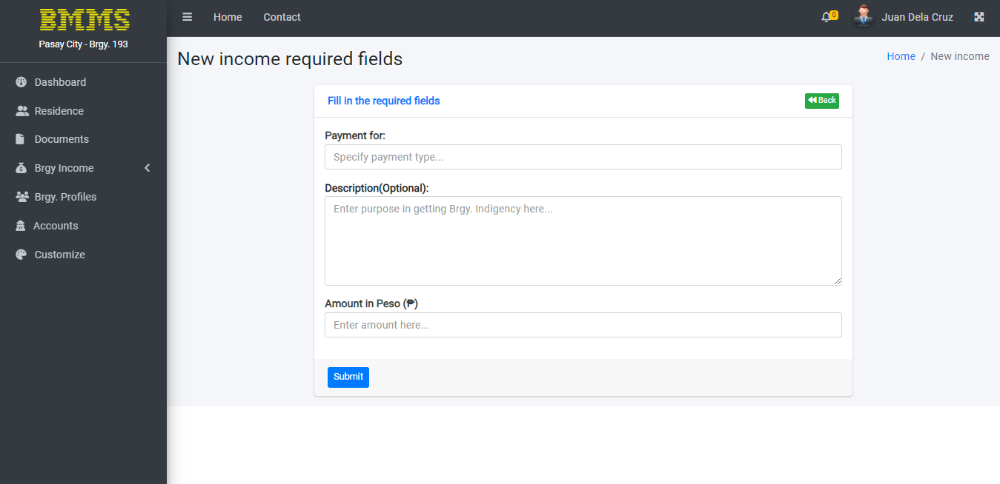 BMMS
Pasay City - Brgy. 193
Home
Contact
0
Juan Dela Cruz
Dashboard
Residence
Documents
Brgy Income
Brgy. Profiles
Accounts
Customize
New income required fields
Home / New income
Fill in the required fields
Back
Payment for:
Specify payment type...
Description(Optional):
Enter purpose in getting Brgy. Indigency here...
Amount in Peso (₱)
Enter amount here...
Submit